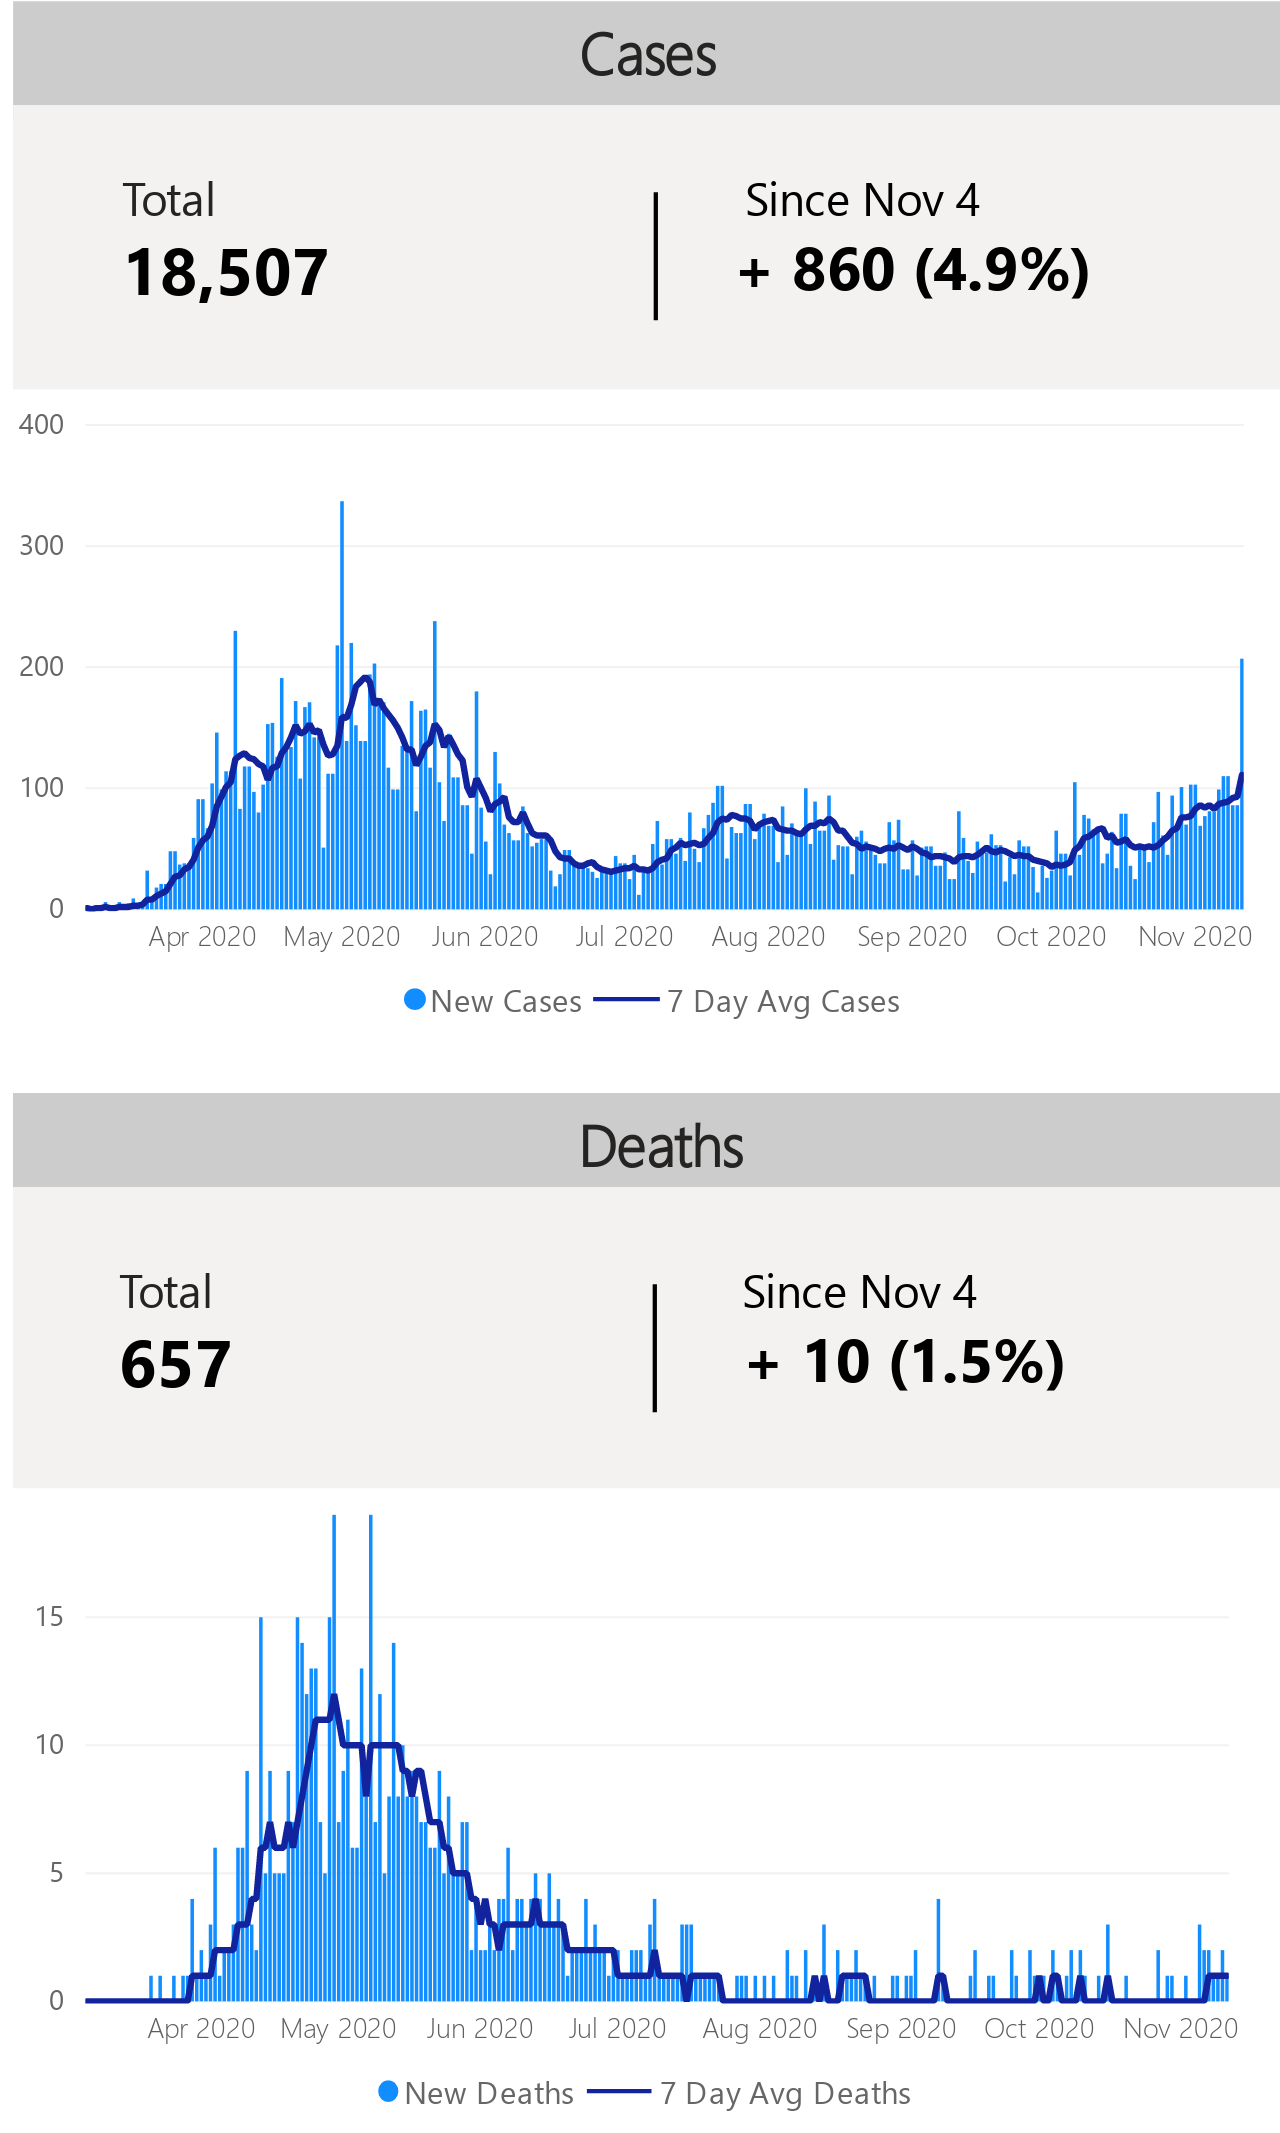 Cases
Total
18,507
Since Nov 4
+ 860 (4.9%)
400
300
200
100
0
Apr 2020 May 2020 Jun 2020 Jul 2020 Aug 2020 Sep 2020 Oct 2020 Nov 2020
New Cases 7 Day Avg Cases
Deaths
Total
657
Since Nov 4
+ 10 (1.5%)
15
10
5
0
Apr 2020 May 2020 Jun 2020 Jul 2020 Aug 2020 Sep 2020 Oct 2020 Nov 2020
New Deaths 7 Day Avg Deaths